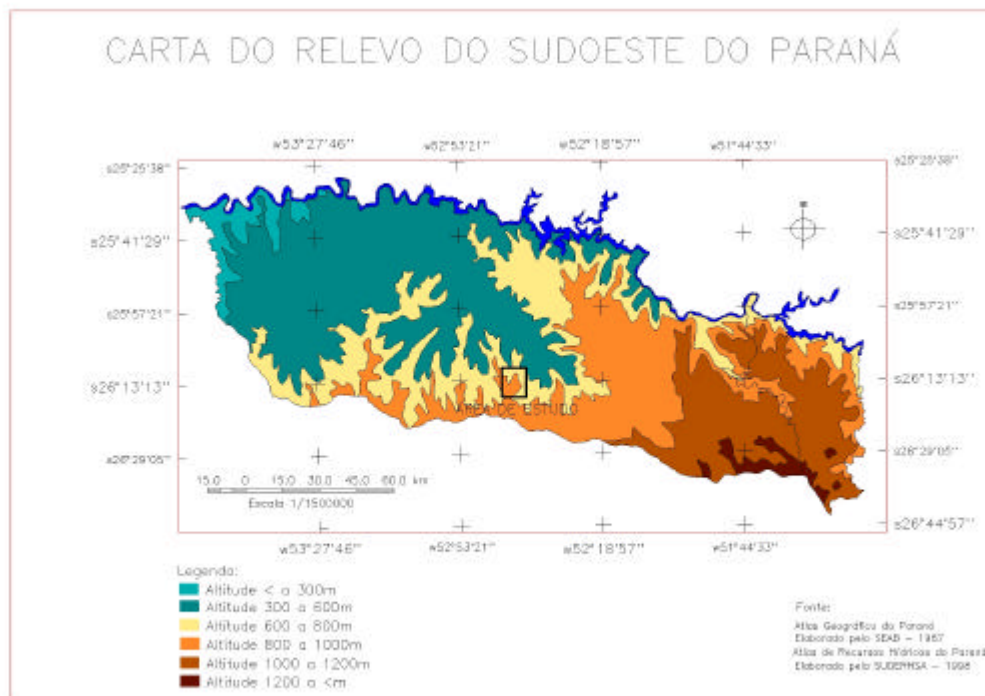 CARTA DO RELEVO DO SUDOESTE DO PARANÁ
w53°27'46" w52°53'21" w52°18'57" w51°44'33"
s25°25'38" s25°25'38"
s25°41'29" s25°41'29"
s25°57'21" s25°57'21"
s26°13'13" s26°13'13"
AREA DE ESTUDO
s26°29'05" s26°29'05"
15.0 0 15.0 30.0 45.0 60.0 km
Escala 1/1500000
s26°44'57"
w53°27'46" w52°53'21" w52°18'57" w51°44'33"
Legenda:
Altitude < a 300m
Altitude 300 a 600m
Altitude 600 a 800m
Altitude 800 a 1000m
Altitude 1000 a 1200m
Altitude 1200 a <m
Fonte:
Atlas Geográfico do Paraná
Elaborado pelo SEAB - 1987
Atlas de Recursos Hídricos do Paraná
Elaborado pelo - 1998